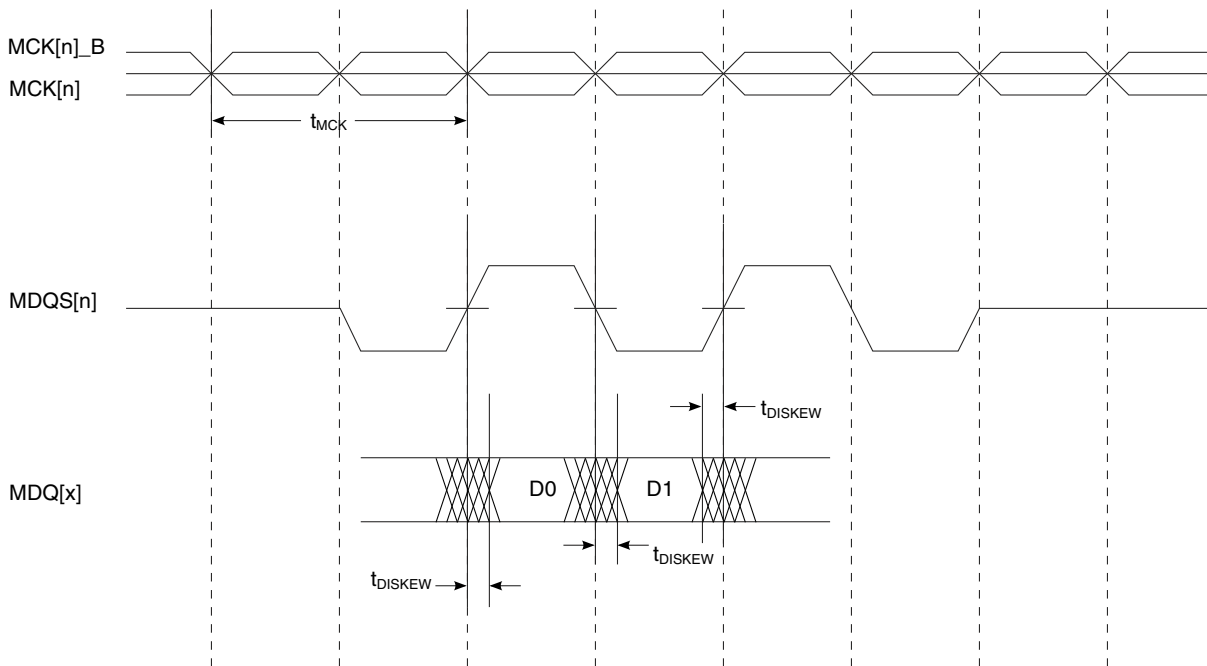 MCK[n]_B
MCK[n]
tMCK
MDQS[n]
tDISKEW
MDQ[x]
D0
D1
tDISKEW
tDISKEW